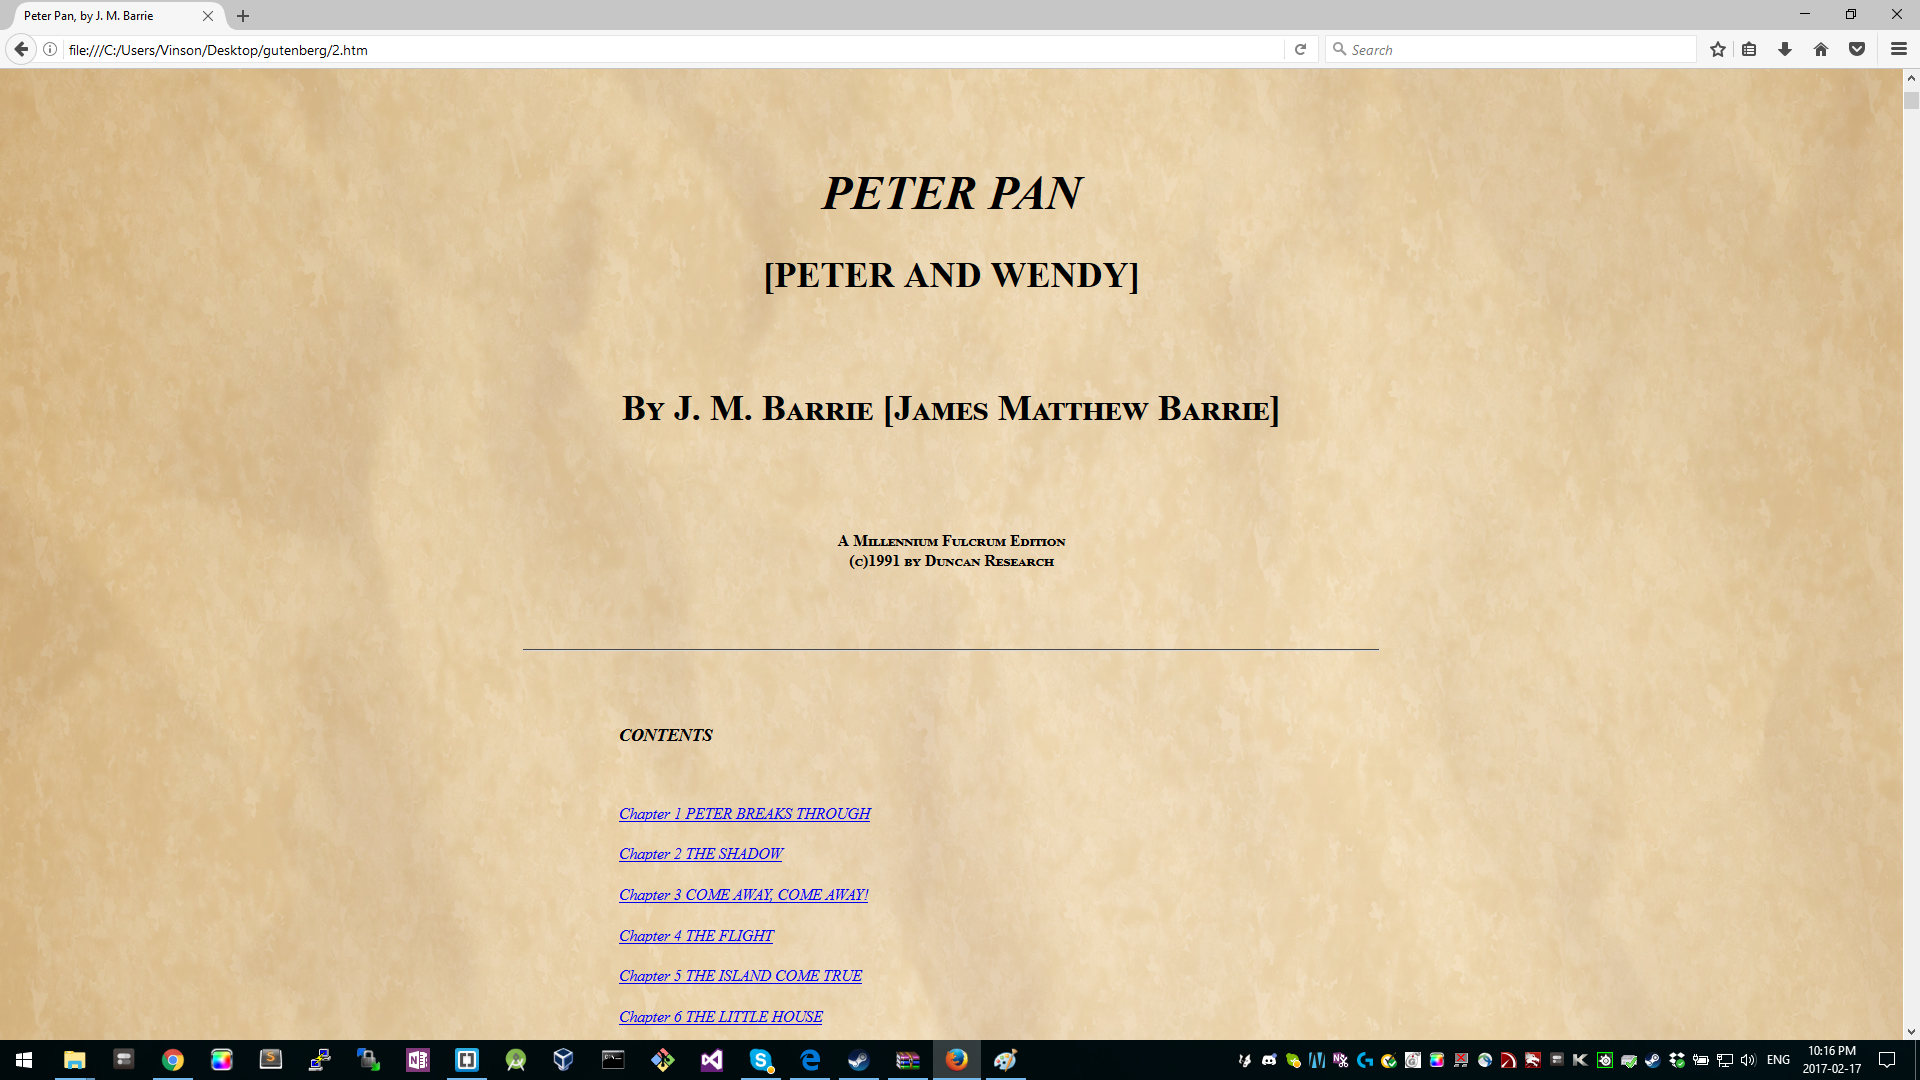 Peter Pan, by J. M. Barrie
file:///C:/Users/Vinson/Desktop/gutenberg/2.htm
Search
PETER PAN
[PETER AND WENDY]
By J. M. Barrie [James Matthew Barrie]
A Millennium Fulcrum Edition
(c)1991 by Duncan Research
CONTENTS
Chapter 1 PETER BREAKS THROUGH
Chapter 2 THE SHADOW
Chapter 3 COME AWAY, COME AWAY!
Chapter 4 THE FLIGHT
Chapter 5 THE ISLAND COME TRUE
Chapter 6 THE LITTLE HOUSE
ENG
10:16 PM
2017-02-17